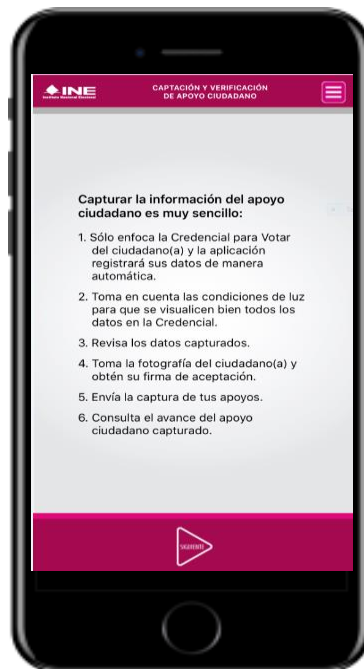 INE
Instituto Nacional Electoral
CAPTACIÓN Y VERIFICACIÓN
DE APOYO CIUDADANO
Capturar la información del apoyo
ciudadano es muy sencillo:
1. Sólo enfoca la Credencial para Votar
del ciudadano(a) y la aplicación
registrará sus datos de manera
automática.
2. Toma en cuenta las condiciones de luz
para que se visualicen bien todos los
datos en la Credencial.
3. Revisa los datos capturados.
4. Toma la fotografía del ciudadano(a) y
obtén su firma de aceptación.
5. Envía la captura de tus apoyos.
6. Consulta el avance del apoyo
ciudadano capturado.
SIGUIENTE